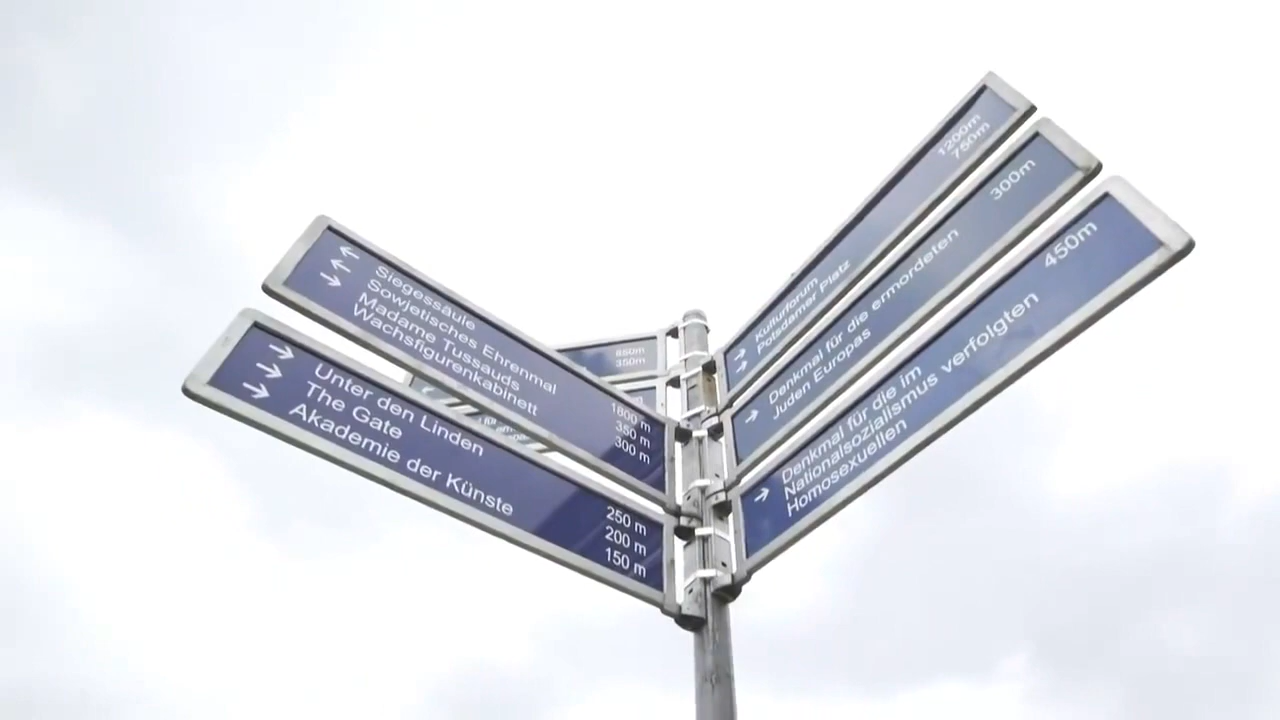 Siegessäule
Sowjetisches Ehrenmal
Madame Tussauds
Wachsfigurenkabinett
1800 m
350 m
300 m
Unter den Linden
The Gate
Akademie der Künste
250 m
200 m
150 m
850m
350m
1200m
750m
Kulturforum
Potsdamer Platz
300m
Denkmal für die ermordeten
Juden Europas
450m
Denkmal für die im
Nationalsozialismus verfolgten
Homosexuellen